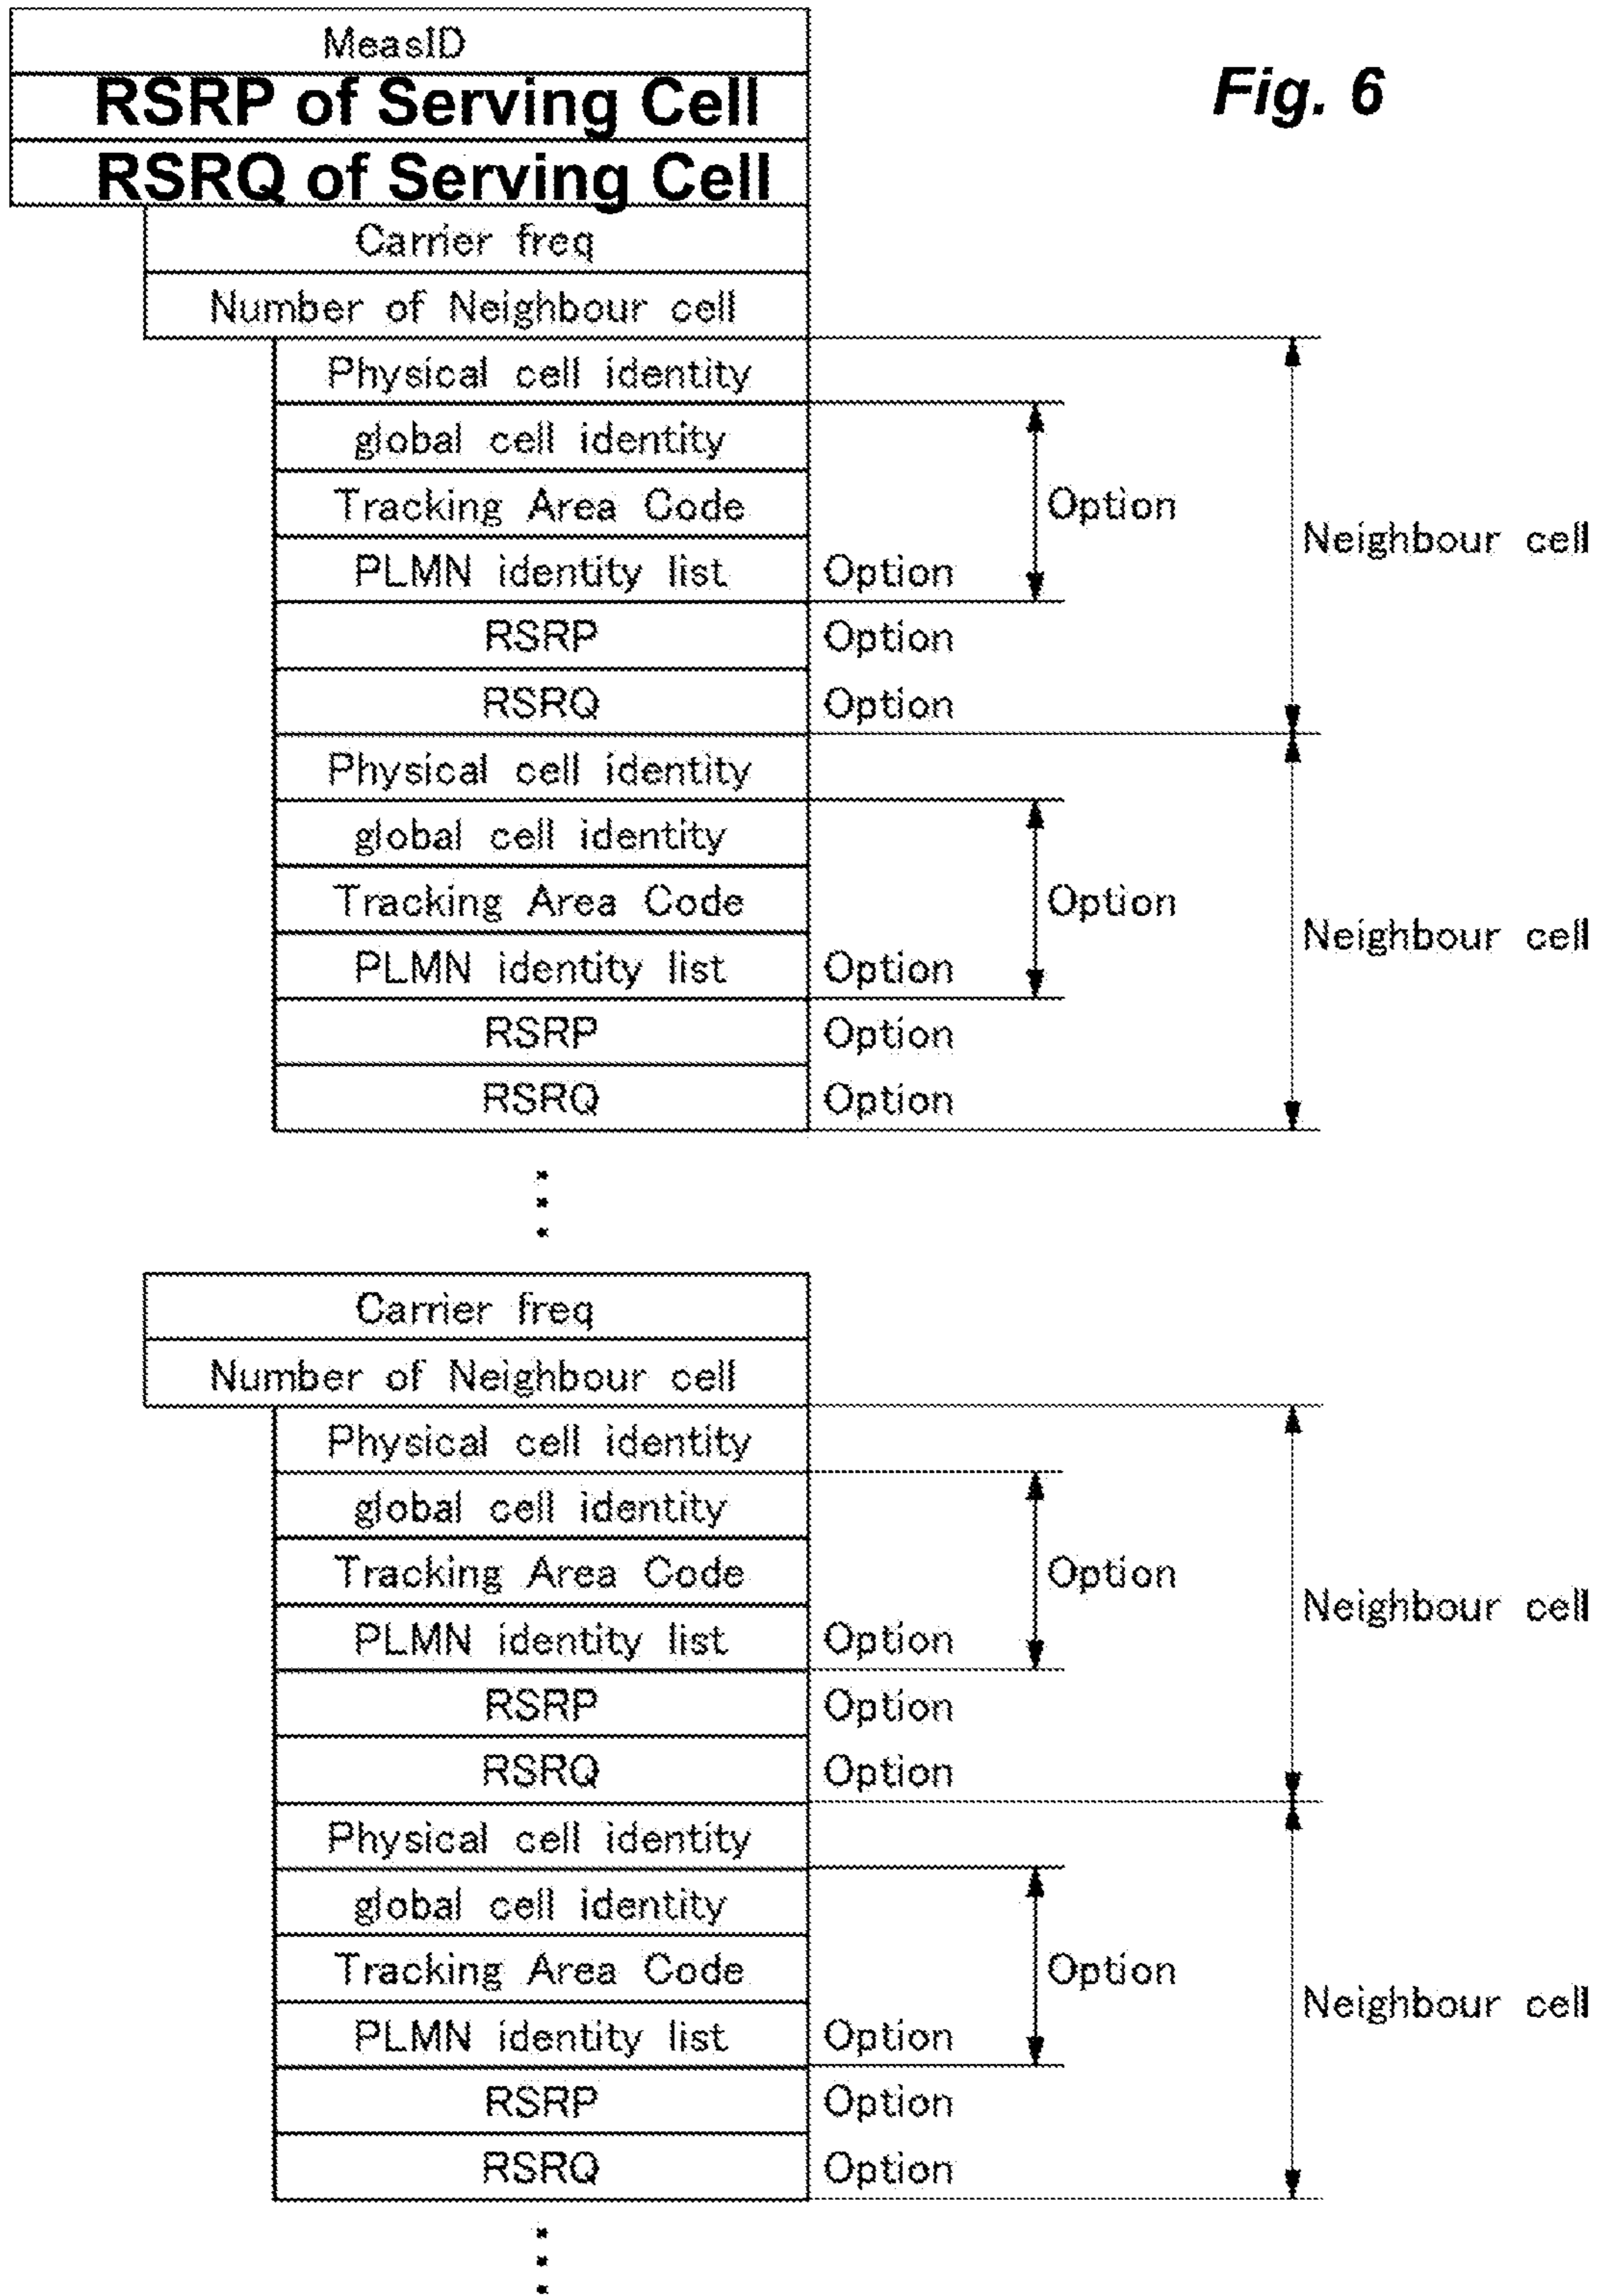 MeasID
Fig. 6
RSRP of Serving Cell
RSRQ of Serving Cell
Carrier freq
Number of Neighbour cell
Physical cell identity
global cell identity
Tracking Area Code
Option
Neighbour cell
PLMN identity list
Option
RSRP
Option
RSRQ
Option
Physical cell identity
global cell identity
Tracking Area Code
Option
Neighbour cell
PLMN identity list
Option
RSRP
Option
RSRQ
Option
Carrier freq
Number of Neighbour cell
Physical cell identity
global cell identity
Tracking Area Code
Option
Neighbour cell
PLMN identity list
Option
RSRP
Option
RSRQ
Option
Physical cell identity
global cell identity
Tracking Area Code
Option
Neighbour cell
PLMN identity list
Option
RSRP
Option
RSRQ
Option